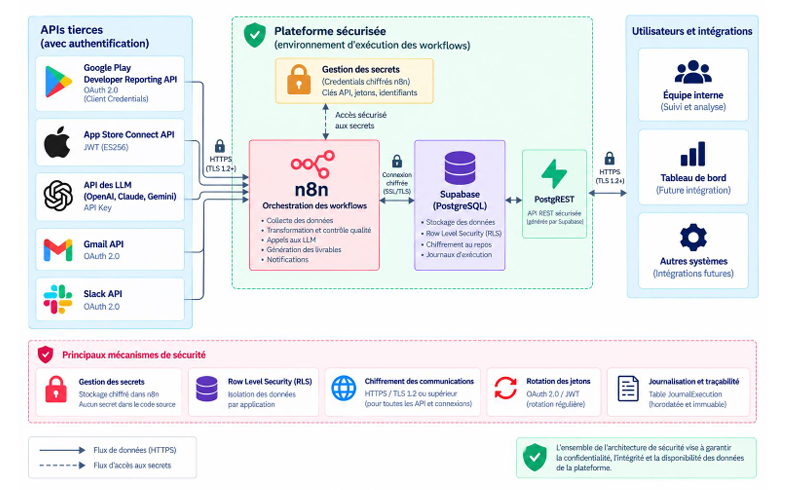 APIs tierces
(avec authentification)
Google Play
Developer Reporting API
OAuth 2.0
(Client Credentials)
App Store Connect API
JWT (ES256)
API des LLM
(OpenAI, Claude, Gemini)
API Key
Gmail API
OAuth 2.0
Slack API
OAuth 2.0
HTTPS
(TLS 1.2+)
Plateforme sécurisée
(environnement d'exécution des workflows)
Gestion des secrets
(Credentials chiffrés n8n)
Clés API, jetons, identifiants
Accès sécurisé
aux secrets
n8n
Orchestration des workflows
• Collecte des données
• Transformation et contrôle qualité
• Appels aux LLM
• Génération des livrables
• Notifications
Connexion
chiffrée
(SSL/TLS)
Supabase
(PostgreSQL)
• Stockage des données
• Row Level Security (RLS)
• Chiffrement au repos
• Journaux d'exécution
PostgREST
API REST sécurisée
(générée par Supabase)
HTTPS
(TLS 1.2+)
Utilisateurs et intégrations
Équipe interne
(Suivi et analyse)
Tableau de bord
(Future intégration)
Autres systèmes
(Intégrations futures)
Principaux mécanismes de sécurité
Gestion des secrets
Stockage chiffré dans n8n
Aucun secret dans le code source
Row Level Security (RLS)
Isolation des données
par application
Chiffrement des communications
HTTPS / TLS 1.2 ou supérieur
(pour toutes les API et connexions)
Rotation des jetons
OAuth 2.0 / JWT
(rotation régulière)
Journalisation et traçabilité
Table JournalExecution
(horodatée et immuable)
Flux de données (HTTPS)
Flux d'accès aux secrets
L'ensemble de l'architecture de sécurité vise à garantir
la confidentialité, l'intégrité et la disponibilité des données
de la plateforme.